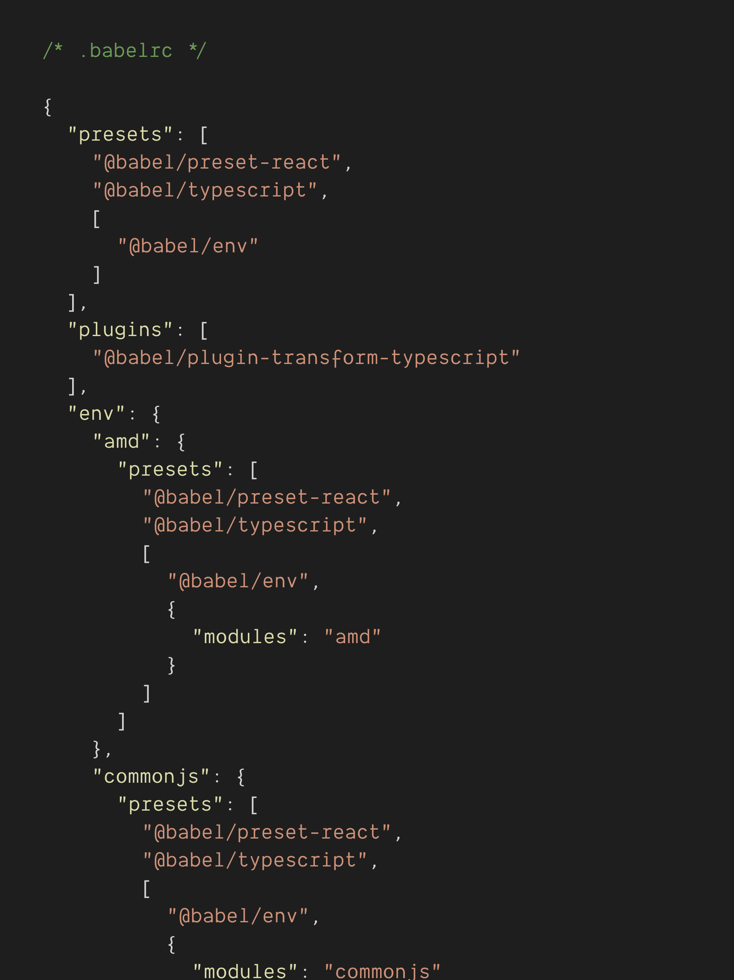 /* .babelrc */

{
  "presets": [
    "@babel/preset-react",
    "@babel/typescript",
    [
      "@babel/env"
    ]
  ],
  "plugins": [
    "@babel/plugin-transform-typescript"
  ],
  "env": {
    "amd": {
      "presets": [
        "@babel/preset-react",
        "@babel/typescript",
        [
          "@babel/env",
          {
            "modules": "amd"
          }
        ]
      ]
    },
    "commonjs": {
      "presets": [
        "@babel/preset-react",
        "@babel/typescript",
        [
          "@babel/env",
          {
            "modules": "commonjs"